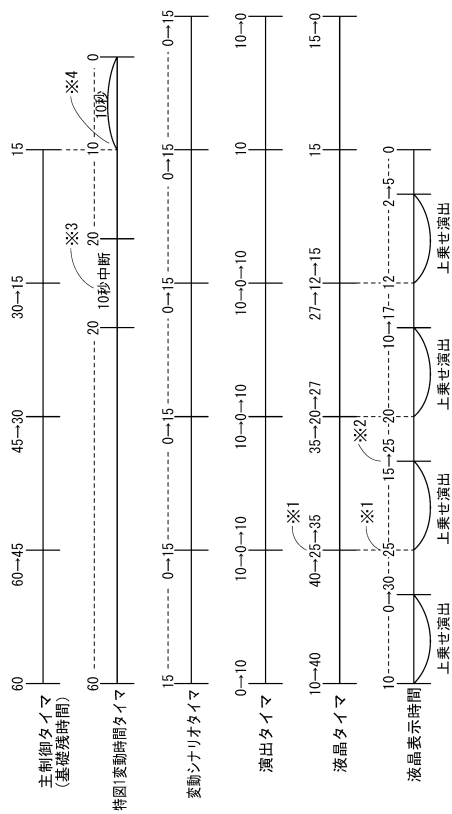 主制御タイマ
(基礎残時間)
60 60→45 45→30 30→15 15
※3 ※4
特図1変動時間タイマ
60 20 10秒中断 20 10 10秒 0
変動シナリオタイマ
15 0→15 0→15 0→15 0→15 0→15
演出タイマ
0→10 10→0→10 10→0→10 10→0→10 10 10→0
※1
液晶タイマ
10→40 40→25→35 35→20→27 27→12→15 15 15→0
※1 ※2
液晶表示時間
10 0→30 25 15→25 20 10→17 12 2→5 0
上乗せ演出 上乗せ演出 上乗せ演出 上乗せ演出